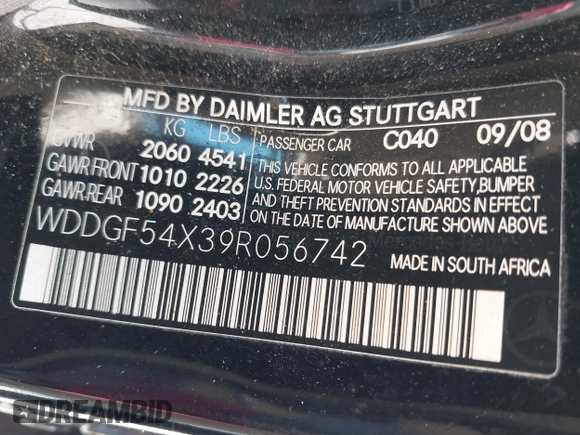 MFD BY DAIMLER AG STUTTGART
KG LBS PASSENGER CAR C040 09/08
GVWR 2060 4541
GAWR FRONT 1010 2226
GAWR-REAR 1090 2403
THIS VEHICLE CONFORMS TO ALL APPLICABLE
U.S. FEDERAL MOTOR VEHICLE SAFETY, BUMPER
AND THEFT PREVENTION STANDARDS IN EFFECT
ON THE DATE OF MANUFACTURE SHOWN ABOVE
WDDGF54X39R056742
MADE IN SOUTH AFRICA
DREAMBID